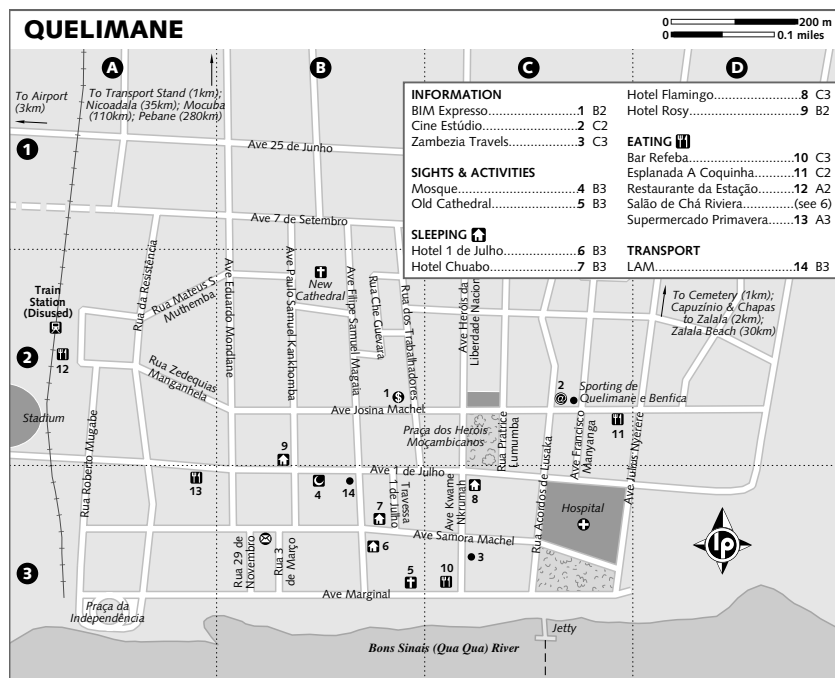 QUELIMANE
0 200 m
0 0.1 miles
A
B
C
D
To Airport
(3km)
To Transport Stand (1km);
Nicoadala (35km); Mocuba
(110km); Pebane (280km)
INFORMATION
BIM Expresso 1 B2
Cine Estúdio 2 C2
Zambezia Travels 3 C3
SIGHTS & ACTIVITIES
Mosque 4 B3
Old Cathedral 5 B3
SLEEPING
Hotel 1 de Julho 6 B3
Hotel Chuabo 7 B3
Hotel Flamingo 8 C3
Hotel Rosy 9 B2
EATING
Bar Refeba 10 C3
Esplanada A Coquinha 11 C2
Restaurante da Estação 12 A2
Salão de Chá Riviera (see 6)
Supermercado Primavera 13 A3
TRANSPORT
LAM 14 B3
1
Ave 25 de Junho
Ave 7 de Setembro
Rua da Resistência
Rua Mateus S.
Muthemba
Ave Eduardo Mondlane
Ave Paulo Samuel Kankhomba
New
Cathedral
Ave Filipe Samuel Magaia
Rua Che Guevara
Rua dos Trabalhadores
Ave Heróis da
Liberdade Nacional
To Cemetery (1km);
Capuzínio & Chapas
to Zalala (2km);
Zalala Beach (30km)
Train
Station
(Disused)
2
12
Rua Zedequias
Manganhela
Stadium
Rua Roberto Mugabe
1
$
Ave Josina Machel
2
@
Sporting de
Quelimane e Benfica
Praça dos Heróis
Moçambicanos
Rua Patrice
Lumumba
Rua Acordos de Lusaka
Ave Francisco
Manyanga
11
Ave Julius Nyerere
9
13
Ave 1 de Julho
4
14
7
Travessa
1 de Julho
Ave Kwame
Nkrumah
8
Hospital
Ave Samora Machel
6
3
Rua 29 de
Novembro
Rua 3
de Março
5
10
3
Ave Marginal
Praça da
Independência
lp
Jetty
Bons Sinais (Qua Qua) River